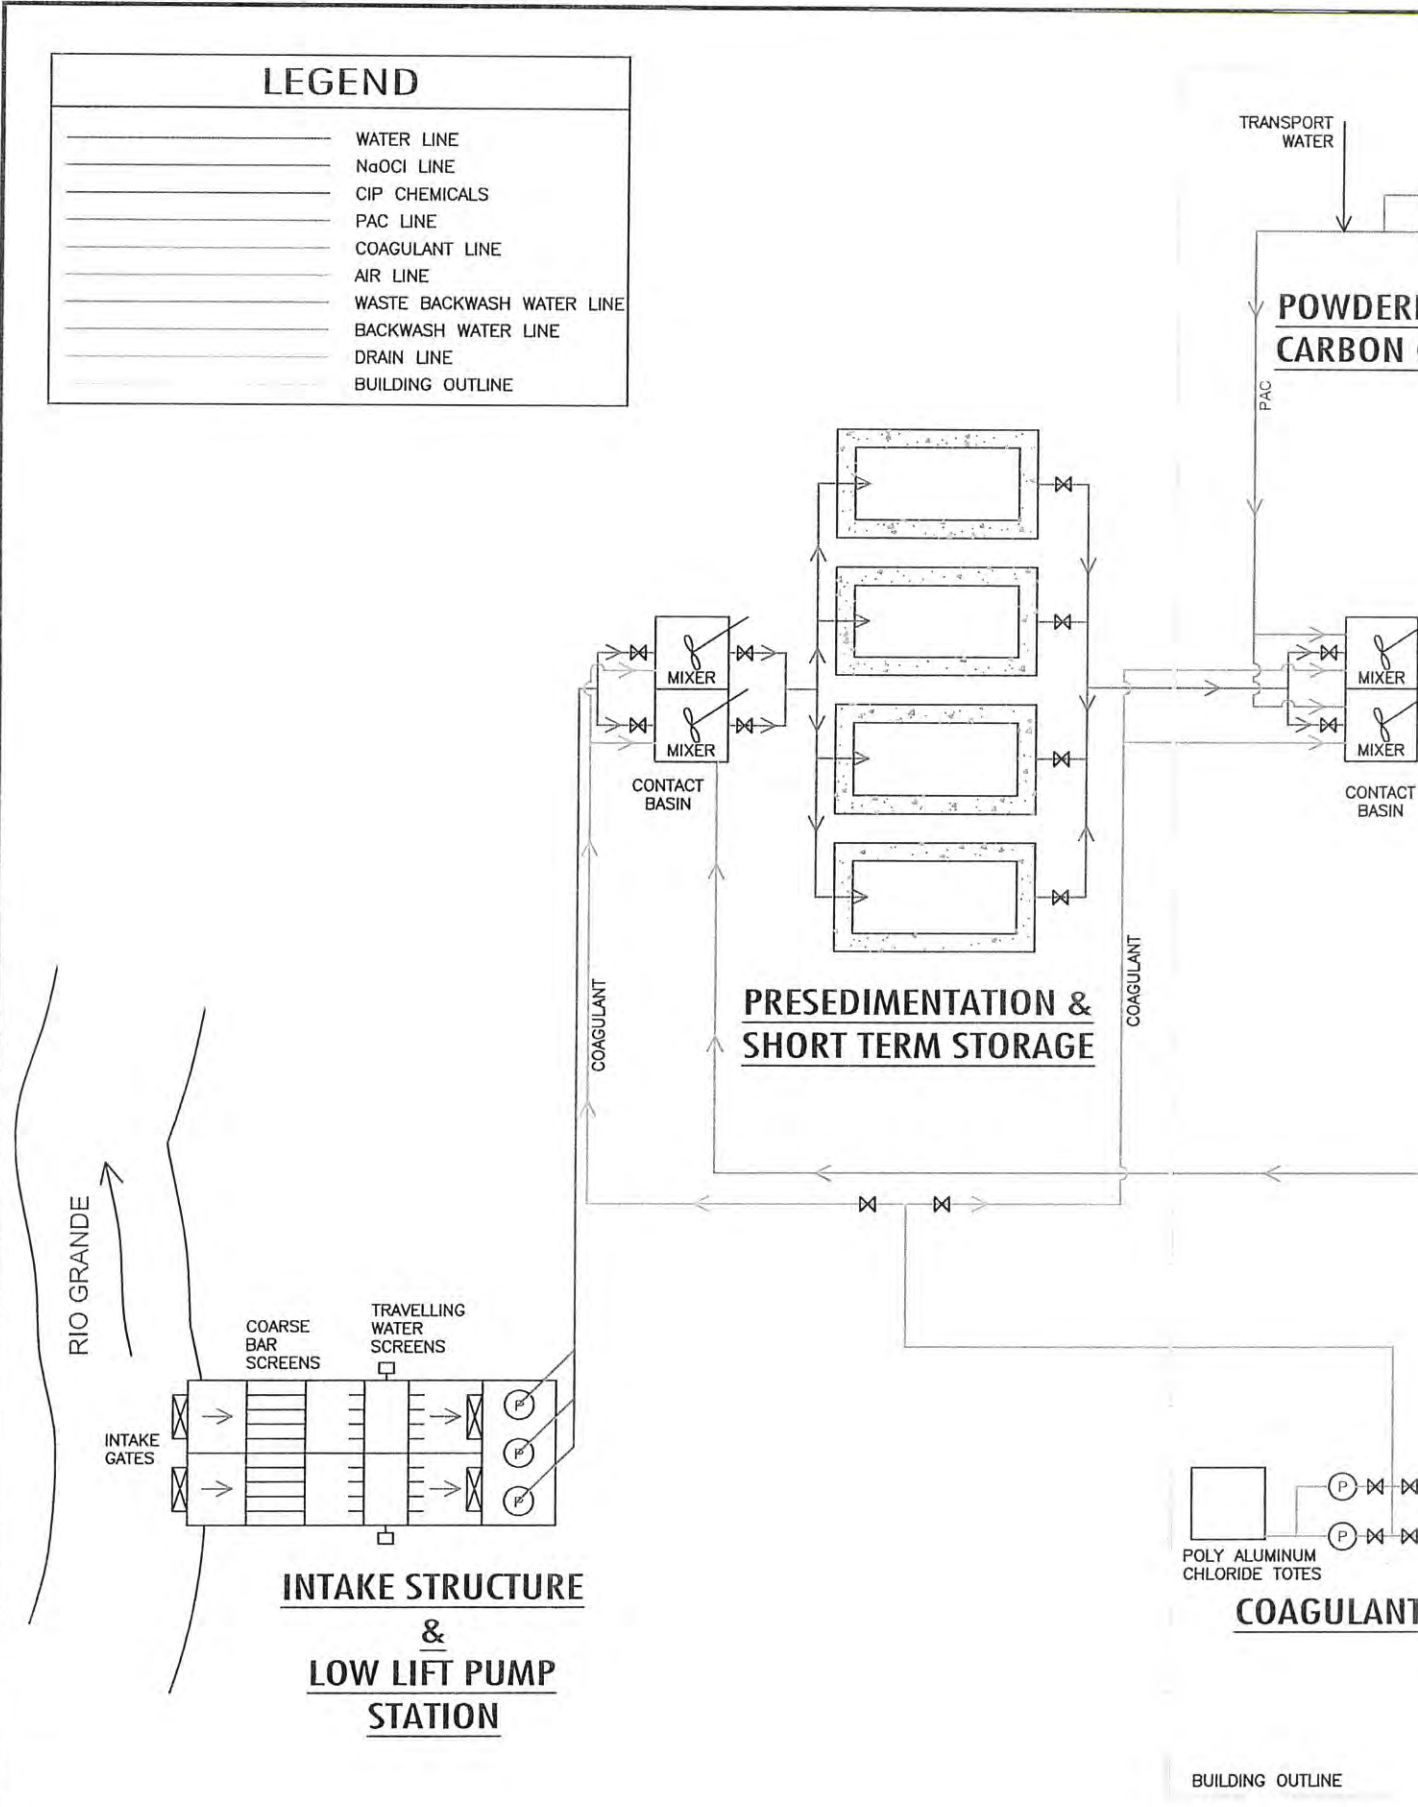 LEGEND
WATER LINE
NaOCl LINE
CIP CHEMICALS
PAC LINE
COAGULANT LINE
AIR LINE
WASTE BACKWASH WATER LINE
BACKWASH WATER LINE
DRAIN LINE
BUILDING OUTLINE
TRANSPORT
WATER
POWDER
CARBON
PAC
MIXER
MIXER
CONTACT
BASIN
MIXER
MIXER
CONTACT
BASIN
COAGULANT
PRESEDIMENTATION &
SHORT TERM STORAGE
COAGULANT
RIO GRANDE
COARSE
BAR
SCREENS
TRAVELLING
WATER
SCREENS
INTAKE
GATES
P
P
P
INTAKE STRUCTURE
&
LOW LIFT PUMP
STATION
P
P
POLY ALUMINUM
CHLORIDE TOTES
COAGULANT
BUILDING OUTLINE